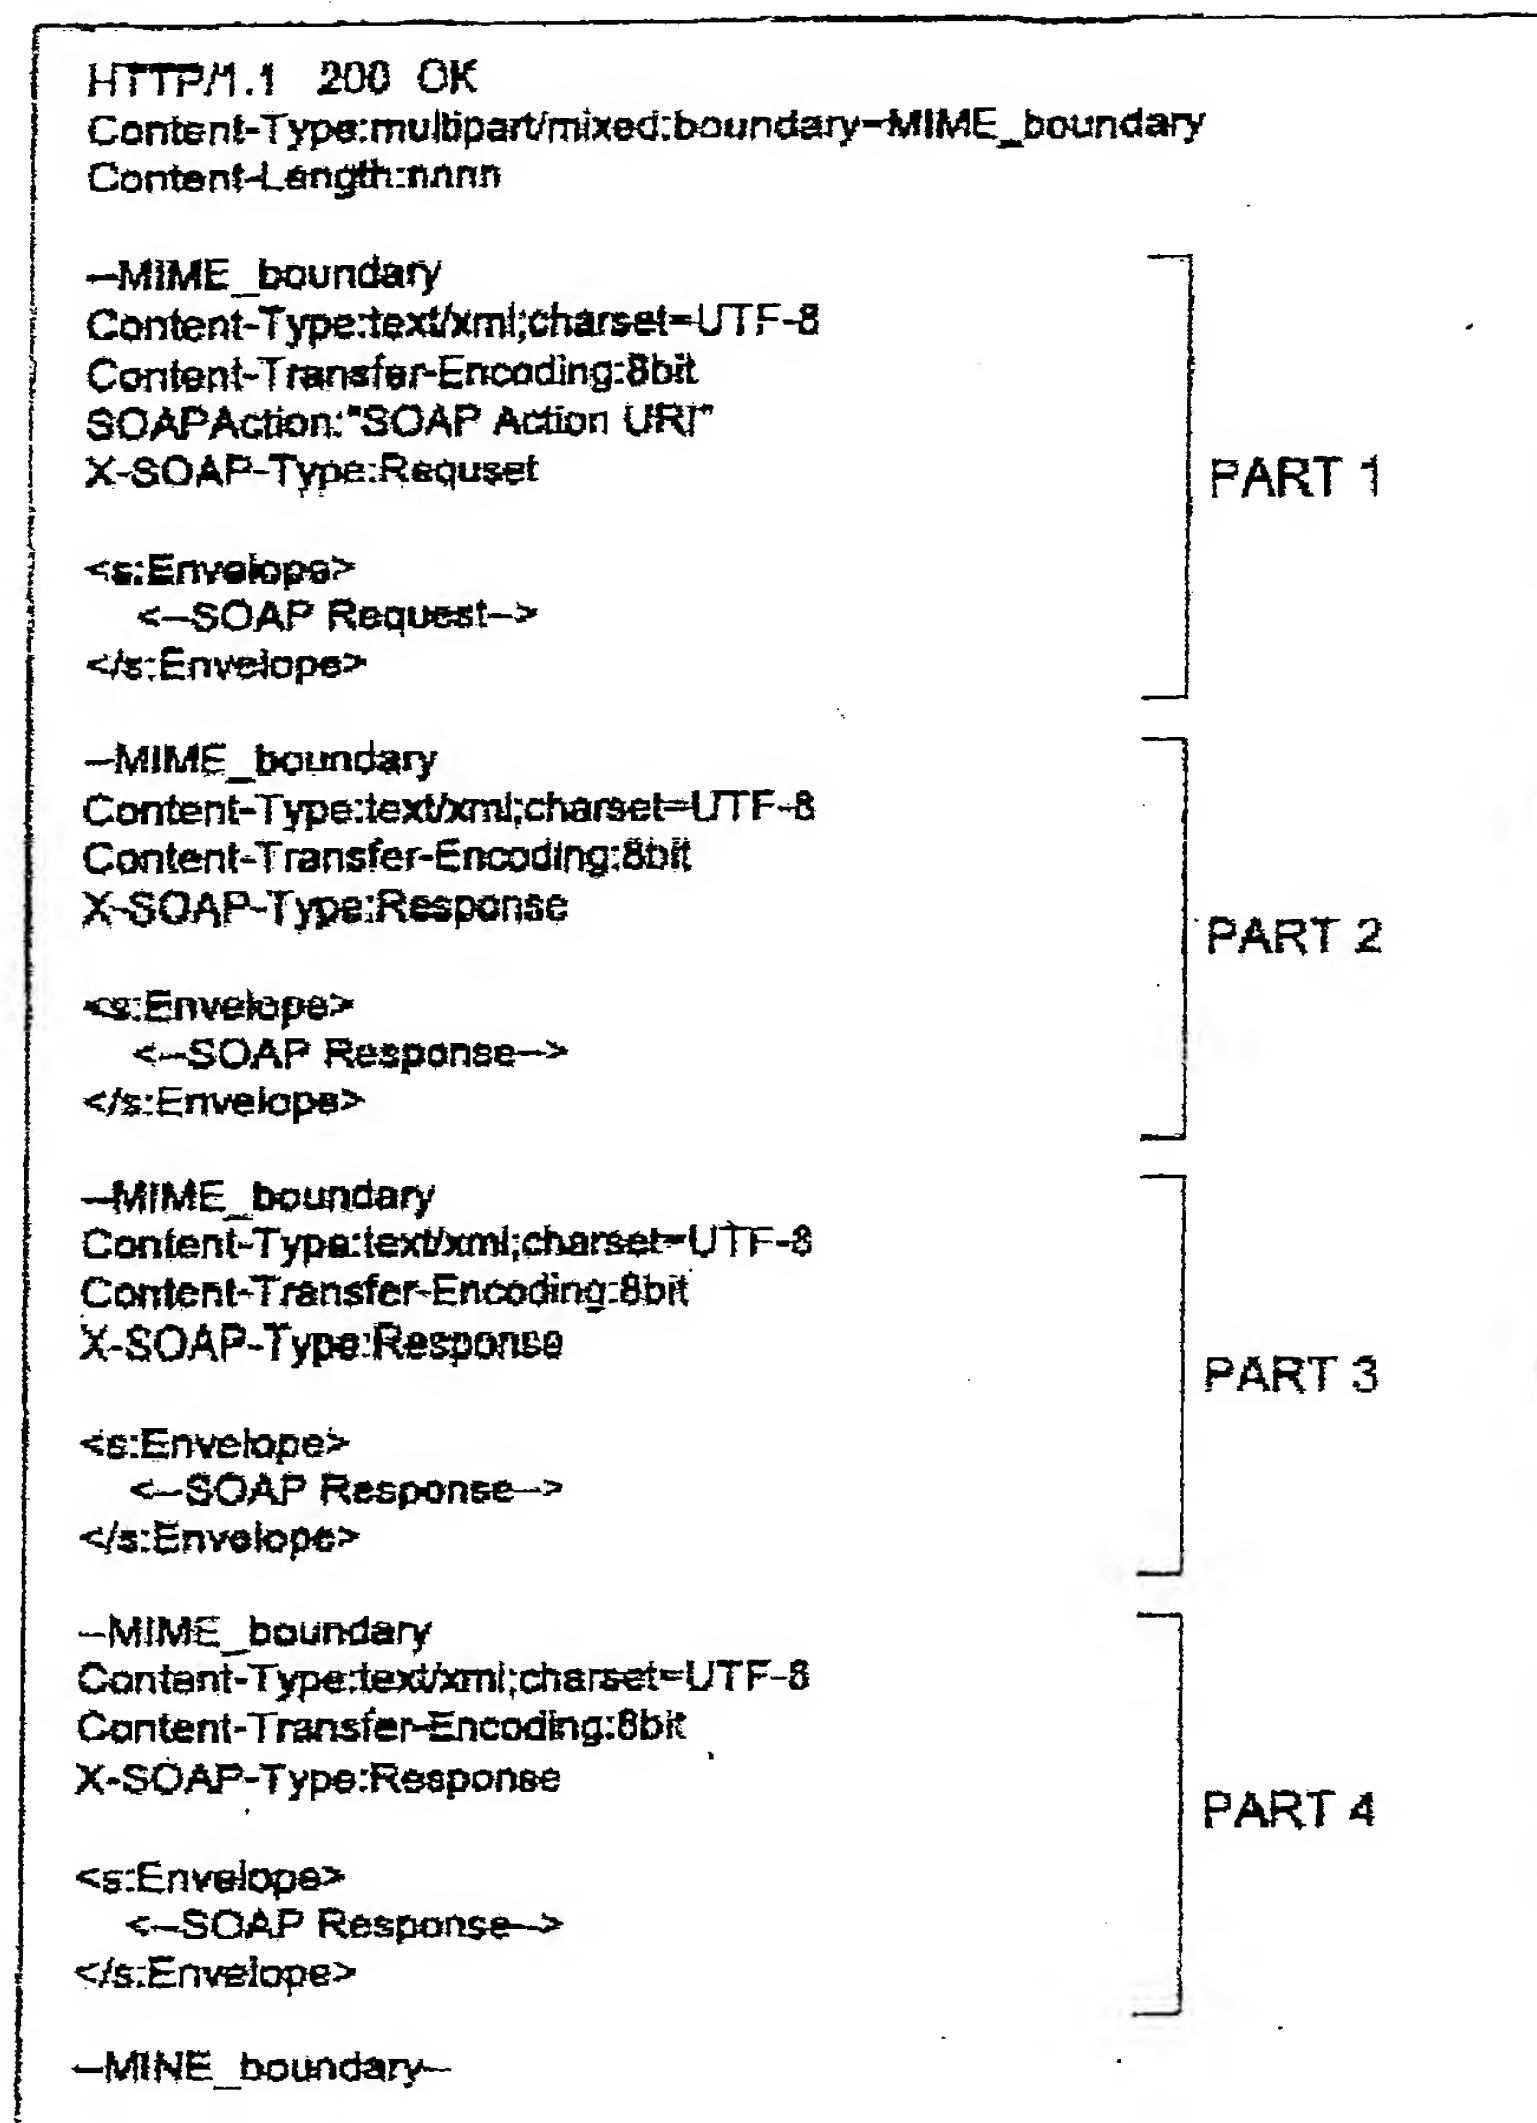 HTTP/1.1 200 OK
Content-Type:multipart/mixed:boundary=MIME_boundary
Content-Length:nnnn
--MIME_boundary
Content-Type:text/xml;charset=UTF-8
Content-Transfer-Encoding:8bit
SOAPAction:"SOAP Action URI"
X-SOAP-Type:Requset
PART 1
<s:Envelope>
<--SOAP Request-->
</s:Envelope>
--MIME_boundary
Content-Type:text/xml;charset=UTF-8
Content-Transfer-Encoding:8bit
X-SOAP-Type:Response
PART 2
<s:Envelope>
<--SOAP Response-->
</s:Envelope>
--MIME_boundary
Content-Type:text/xml;charset=UTF-8
Content-Transfer-Encoding:8bit
X-SOAP-Type:Response
PART 3
<s:Envelope>
<--SOAP Response-->
</s:Envelope>
--MIME_boundary
Content-Type:text/xml;charset=UTF-8
Content-Transfer-Encoding:8bit
X-SOAP-Type:Response
PART 4
<s:Envelope>
<--SOAP Response-->
</s:Envelope>
--MINE_boundary--